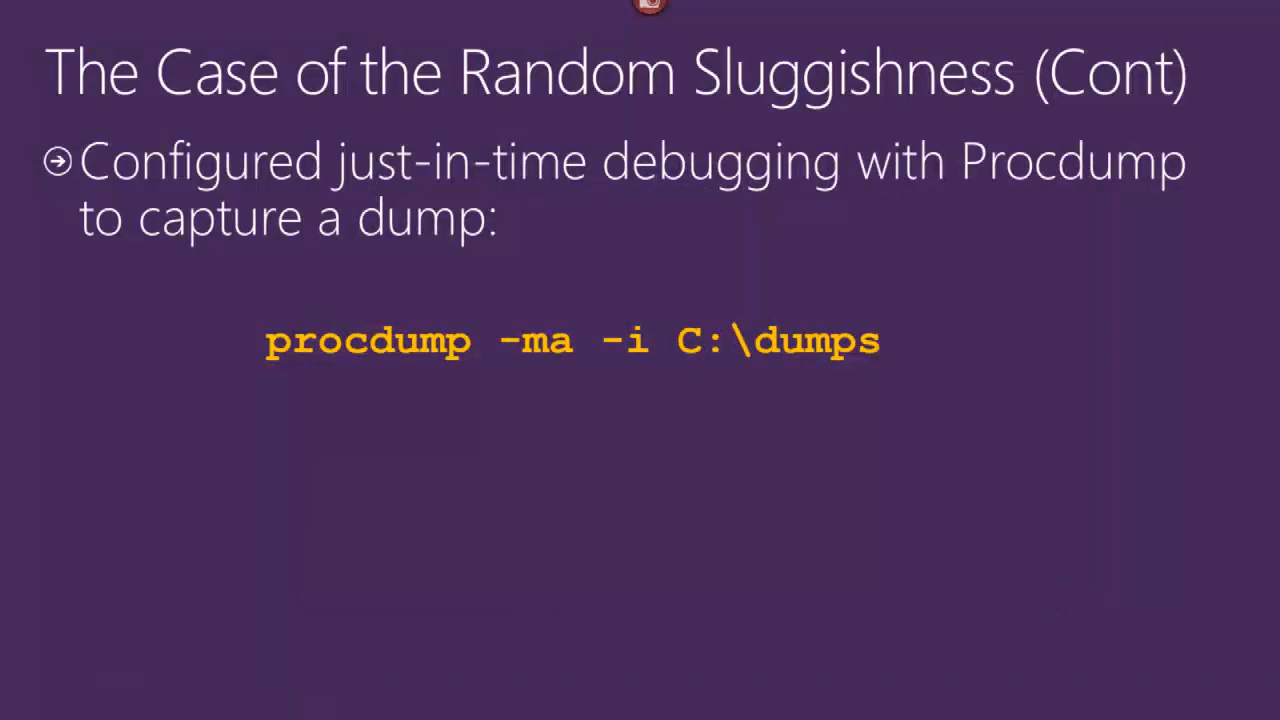 The Case of the Random Sluggishness (Cont)
Configured just-in-time debugging with Procdump
to capture a dump:
procdump -ma -i C:\dumps